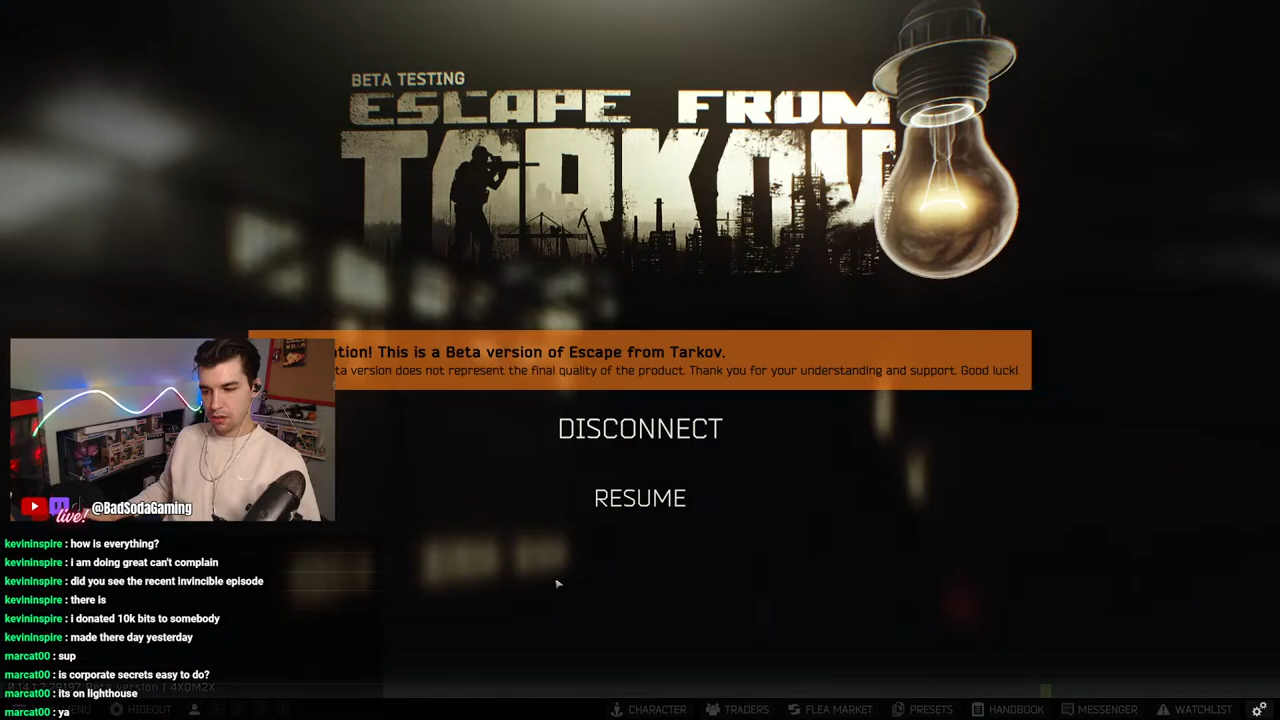 BETA TESTING
ESCAPE FROM
TARKOV
tion! This is a Beta version of Escape from Tarkov.
ta version does not represent the final quality of the product. Thank you for your understanding and support. Good luck!
DISCONNECT
RESUME
live! @BadSodaGaming
kevininspire : how is everything?
kevininspire : i am doing great can't complain
kevininspire : did you see the recent invincible episode
kevininspire : there is
kevininspire : i donated 10k bits to somebody
kevininspire : made there day yesterday
marcat00 : sup
marcat00 : is corporate secrets easy to do?
Beta version | 4XQM2X
marcat00 : its on lighthouse
marcat00 : ya
HIDEOUT
CHARACTER
TRADERS
FLEA MARKET
PRESETS
HANDBOOK
MESSENGER
WATCHLIST